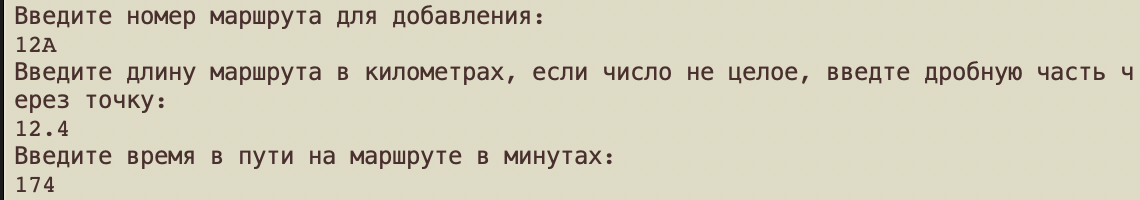 Введите номер маршрута для добавления:
12А
Введите длину маршрута в километрах, если число не целое, введте дробную часть ч
ерез точку:
12.4
Введите время в пути на маршруте в минутах:
174